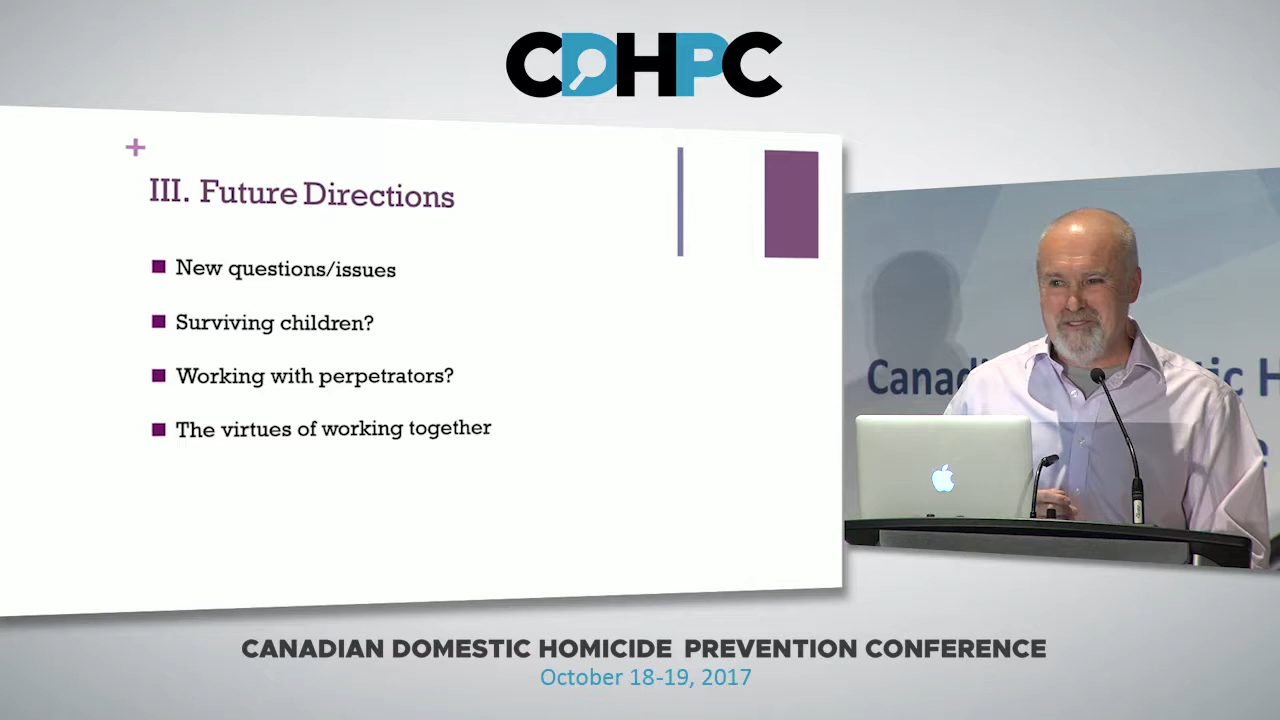 CDHPC
+
III. Future Directions
New questions/issues
Surviving children?
Working with perpetrators?
The virtues of working together
CANADIAN DOMESTIC HOMICIDE PREVENTION CONFERENCE
October 18-19, 2017